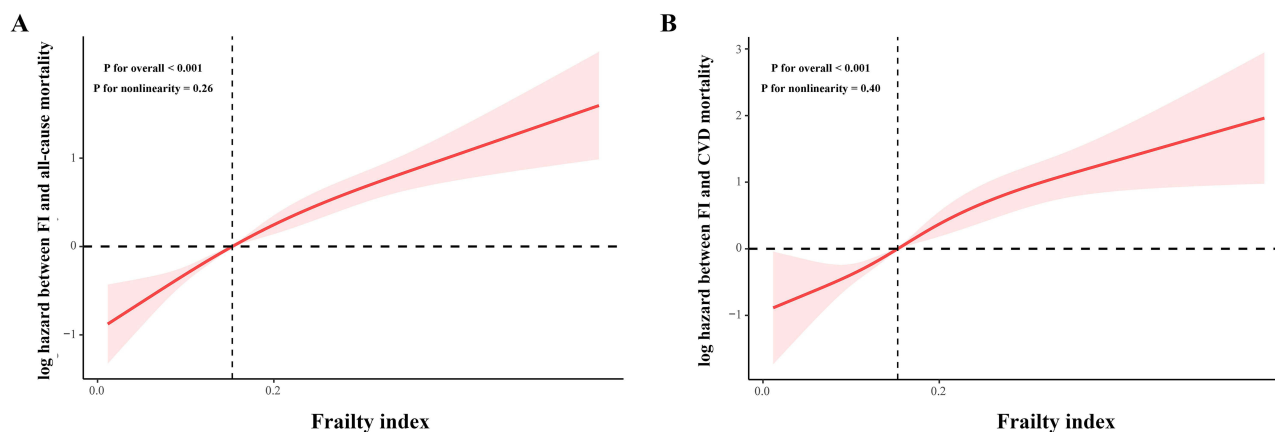 A
P for overall < 0.001
P for nonlinearity = 0.26
log hazard between FI and all-cause mortality
1
0
−1
0.0
0.2
Frailty index
B
P for overall < 0.001
P for nonlinearity = 0.40
log hazard between FI and CVD mortality
3
2
1
0
−1
0.0
0.2
Frailty index